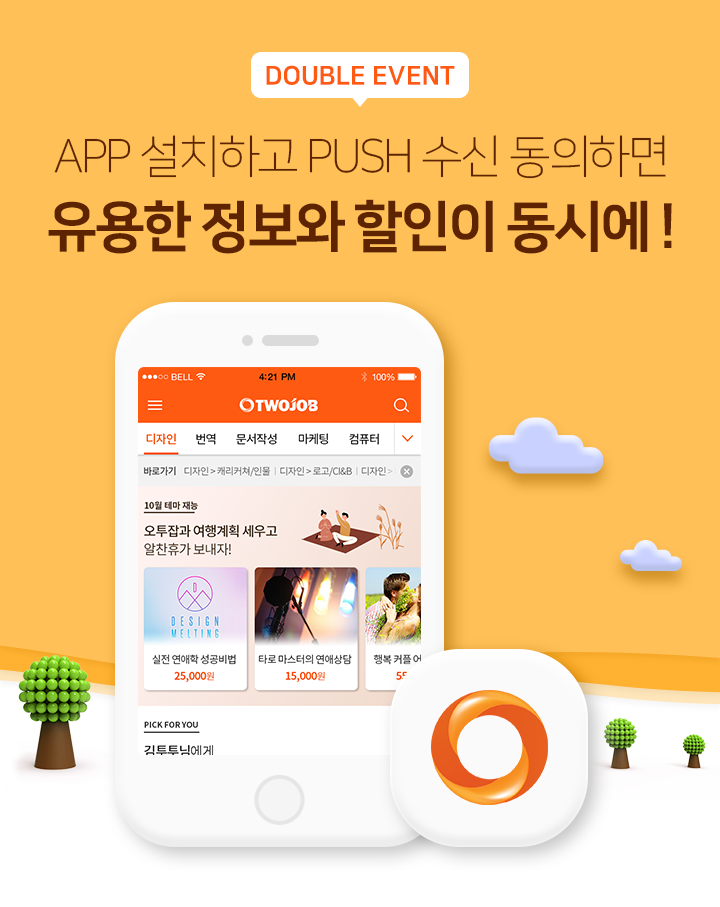 DOUBLE EVENT
APP 설치하고 PUSH 수신 동의하면
유용한 정보와 할인이 동시에 !
BELL 4:21 PM 100%
TWOJOB
디자인 번역 문서작성 마케팅 컴퓨터
바로가기 디자인 > 캐리커쳐/인물 | 디자인 > 로고/CI&B | 디자인 >
10월 테마 재능
오투잡과 여행계획 세우고
알찬휴가 보내자!
D
DESIGN
MELTING
실전 연애학 성공비법 타로 마스터의 연애상담 행복 커플
25,000원 15,000원
PICK FOR YOU
김투투님에게